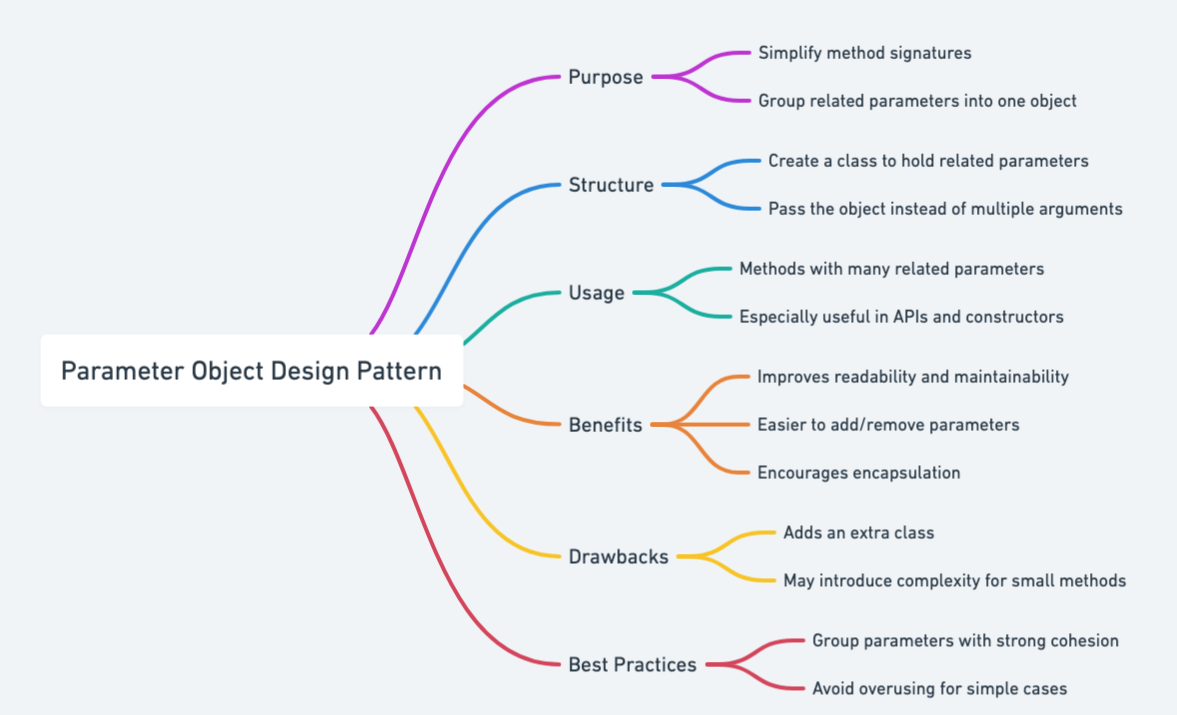 Parameter Object Design Pattern
Purpose
Simplify method signatures
Group related parameters into one object
Structure
Create a class to hold related parameters
Pass the object instead of multiple arguments
Usage
Methods with many related parameters
Especially useful in APIs and constructors
Benefits
Improves readability and maintainability
Easier to add/remove parameters
Encourages encapsulation
Drawbacks
Adds an extra class
May introduce complexity for small methods
Best Practices
Group parameters with strong cohesion
Avoid overusing for simple cases